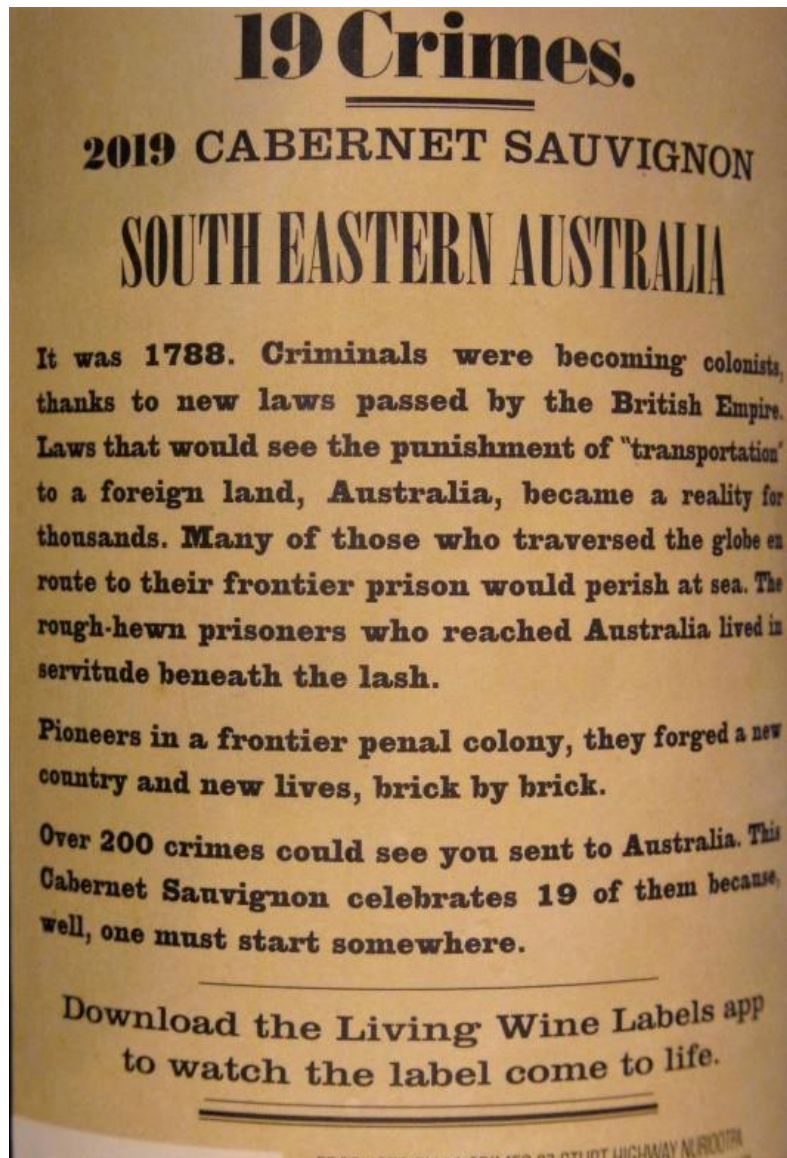 19 Crimes.
2019 CABERNET SAUVIGNON
SOUTH EASTERN AUSTRALIA
It was 1788. Criminals were becoming colonists,
thanks to new laws passed by the British Empire.
Laws that would see the punishment of "transportation"
to a foreign land, Australia, became a reality for
thousands. Many of those who traversed the globe en
route to their frontier prison would perish at sea. The
rough-hewn prisoners who reached Australia lived in
servitude beneath the lash.
Pioneers in a frontier penal colony, they forged a new
country and new lives, brick by brick.
Over 200 crimes could see you sent to Australia. This
Cabernet Sauvignon celebrates 19 of them because,
well, one must start somewhere.
Download the Living Wine Labels app
to watch the label come to life.
STURT HIGHWAY NURIOOTPA